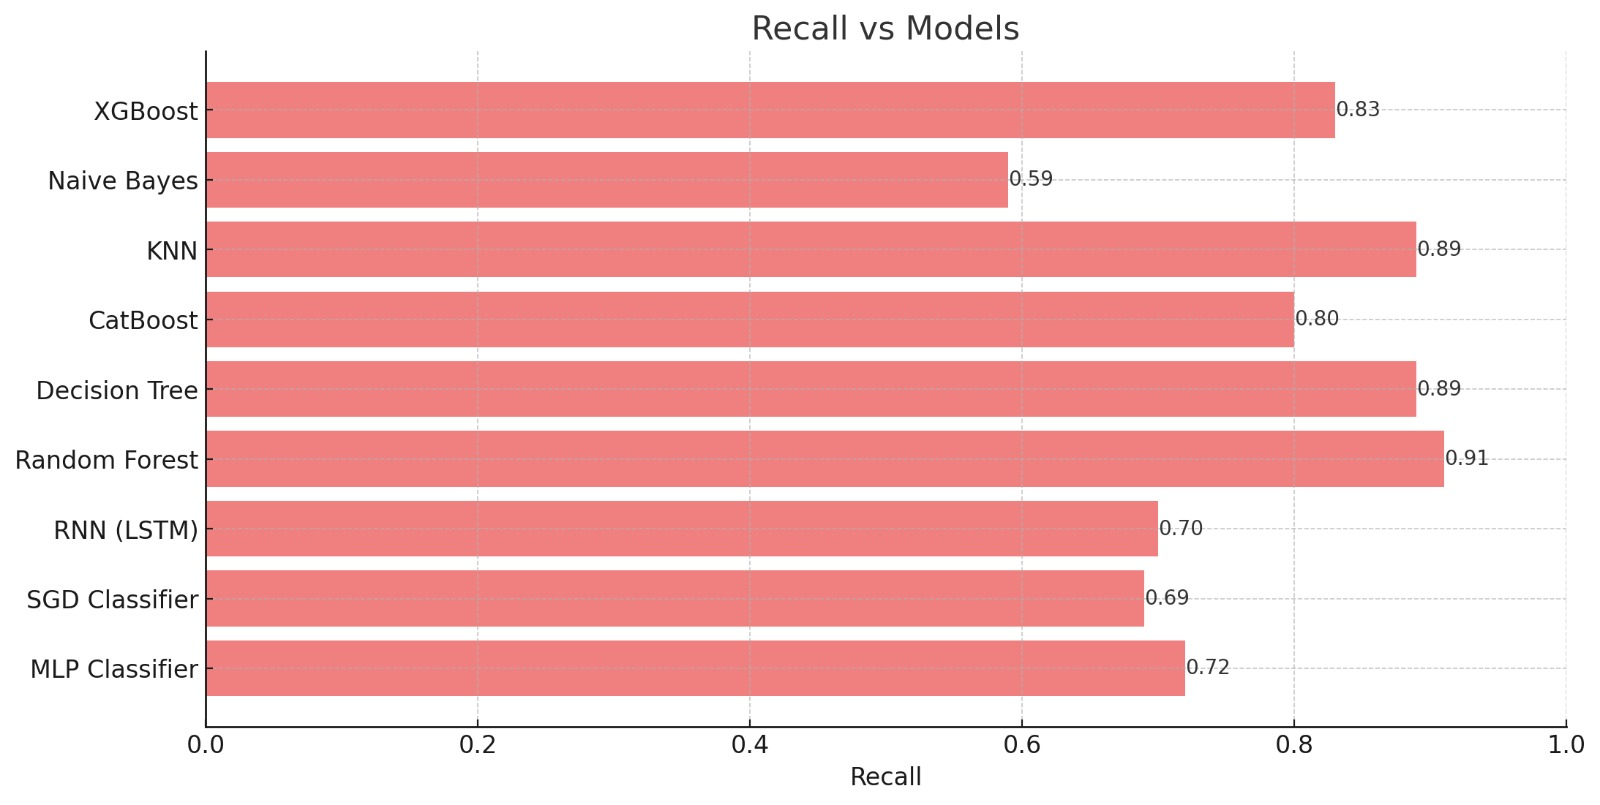 Recall vs Models
XGBoost 0.83
Naive Bayes 0.59
KNN 0.89
CatBoost 0.80
Decision Tree 0.89
Random Forest 0.91
RNN (LSTM) 0.70
SGD Classifier 0.69
MLP Classifier 0.72
0.0 0.2 0.4 0.6 0.8 1.0
Recall